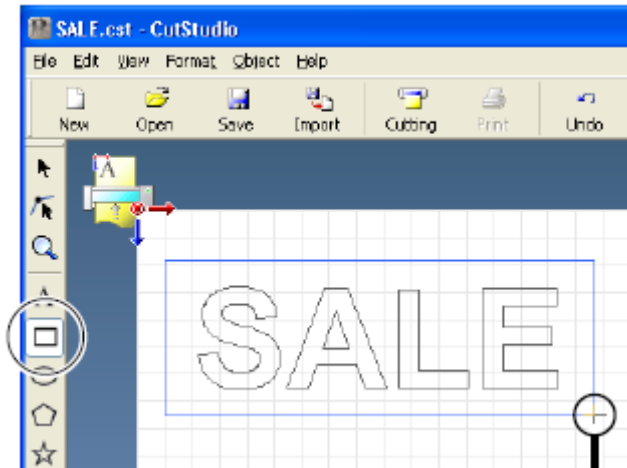 SALE.cst - CutStudio
File Edit View Format Object Help
New Open Save Import Cutting Print Undo
A
A
SALE